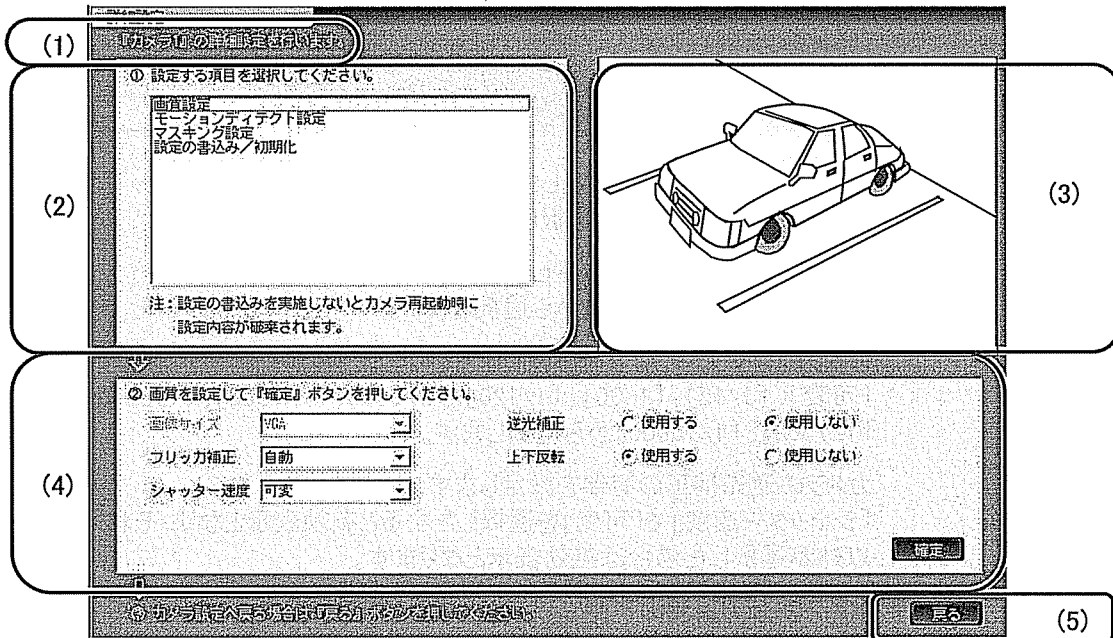 詳細設定
『カメラ1』の詳細設定を行います。
(1)
① 設定する項目を選択してください。
画質設定
モーションディテクト設定
マスキング設定
設定の書込み／初期化
注：設定の書込みを実施しないとカメラ再起動時に
設定内容が破棄されます。
(2)
(3)
② 画質を設定して『確定』ボタンを押してください。
画像サイズ VGA 逆光補正 使用する 使用しない
フリッカ補正 自動 上下反転 使用する 使用しない
シャッター速度 可変
(4)
確定
カメラ設定へ戻る場合は『戻る』ボタンを押してください。
戻る
(5)